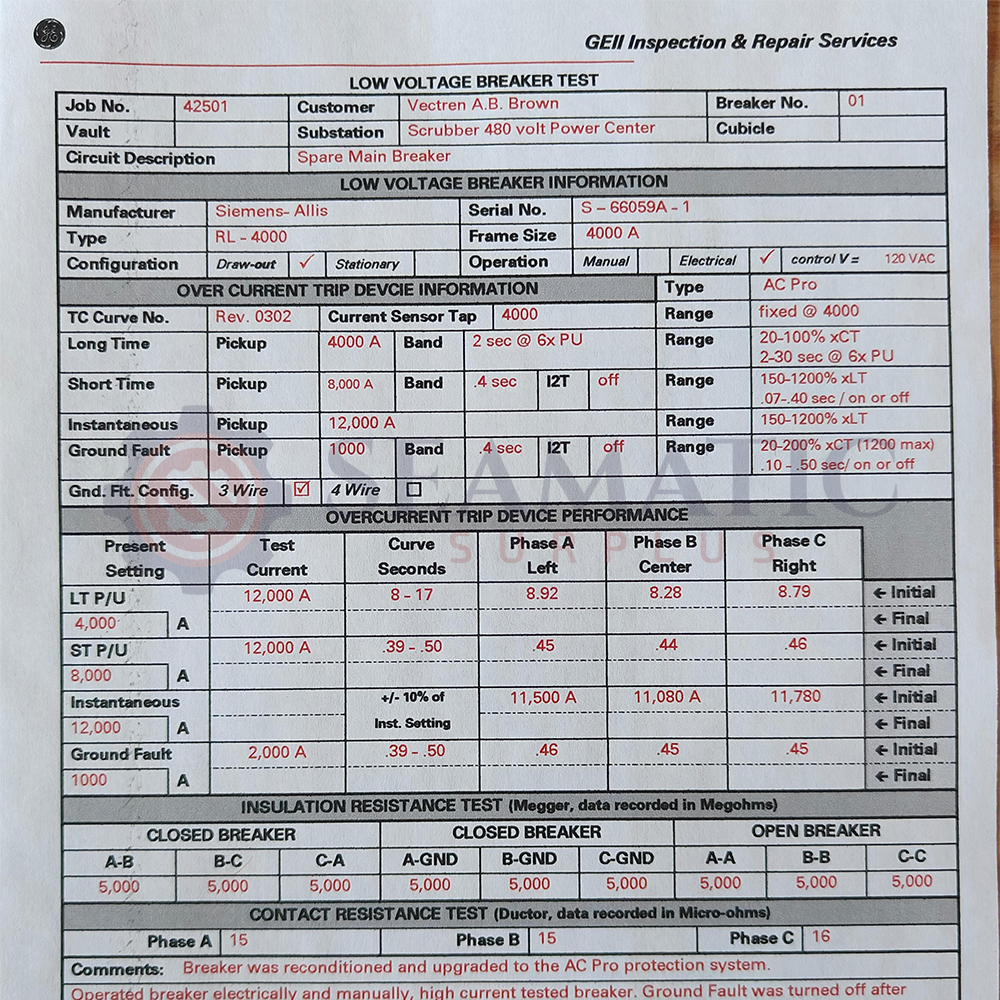 GEII Inspection & Repair Services
LOW VOLTAGE BREAKER TEST
Job No. 42501 Customer Vectren A.B. Brown Breaker No. 01
Vault Substation Scrubber 480 volt Power Center Cubicle
Circuit Description Spare Main Breaker
LOW VOLTAGE BREAKER INFORMATION
Manufacturer Siemens- Allis Serial No. S – 66059A - 1
Type RL - 4000 Frame Size 4000 A
Configuration Draw-out ✓ Stationary Operation Manual Electrical ✓ control V = 120 VAC
OVER CURRENT TRIP DEVCIE INFORMATION Type AC Pro
TC Curve No. Rev. 0302 Current Sensor Tap 4000 Range fixed @ 4000
Long Time Pickup 4000 A Band 2 sec @ 6x PU Range 20-100% xCT
2-30 sec @ 6x PU
Short Time Pickup 8,000 A Band .4 sec I2T off Range 150-1200% xLT
.07-.40 sec / on or off
Instantaneous Pickup 12,000 A Range 150-1200% xLT
Ground Fault Pickup 1000 Band .4 sec I2T off Range 20-200% xCT (1200 max)
.10 - .50 sec/ on or off
Gnd. Flt. Config. 3 Wire ☑ 4 Wire ☐
SEAMATIC
SURPLUS
OVERCURRENT TRIP DEVICE PERFORMANCE
Present Test Curve Phase A Phase B Phase C
Setting Current Seconds Left Center Right
LT P/U 12,000 A 8 - 17 8.92 8.28 8.79 ← Initial
4,000 A ← Final
ST P/U 12,000 A .39 - .50 .45 .44 .46 ← Initial
8,000 A ← Final
Instantaneous +/- 10% of 11,500 A 11,080 A 11,780 ← Initial
12,000 A Inst. Setting ← Final
Ground Fault 2,000 A .39 - .50 .46 .45 .45 ← Initial
1000 A ← Final
INSULATION RESISTANCE TEST (Megger, data recorded in Megohms)
CLOSED BREAKER CLOSED BREAKER OPEN BREAKER
A-B B-C C-A A-GND B-GND C-GND A-A B-B C-C
5,000 5,000 5,000 5,000 5,000 5,000 5,000 5,000 5,000
CONTACT RESISTANCE TEST (Ductor, data recorded in Micro-ohms)
Phase A 15 Phase B 15 Phase C 16
Comments: Breaker was reconditioned and upgraded to the AC Pro protection system.
Operated breaker electrically and manually, high current tested breaker. Ground Fault was turned off after